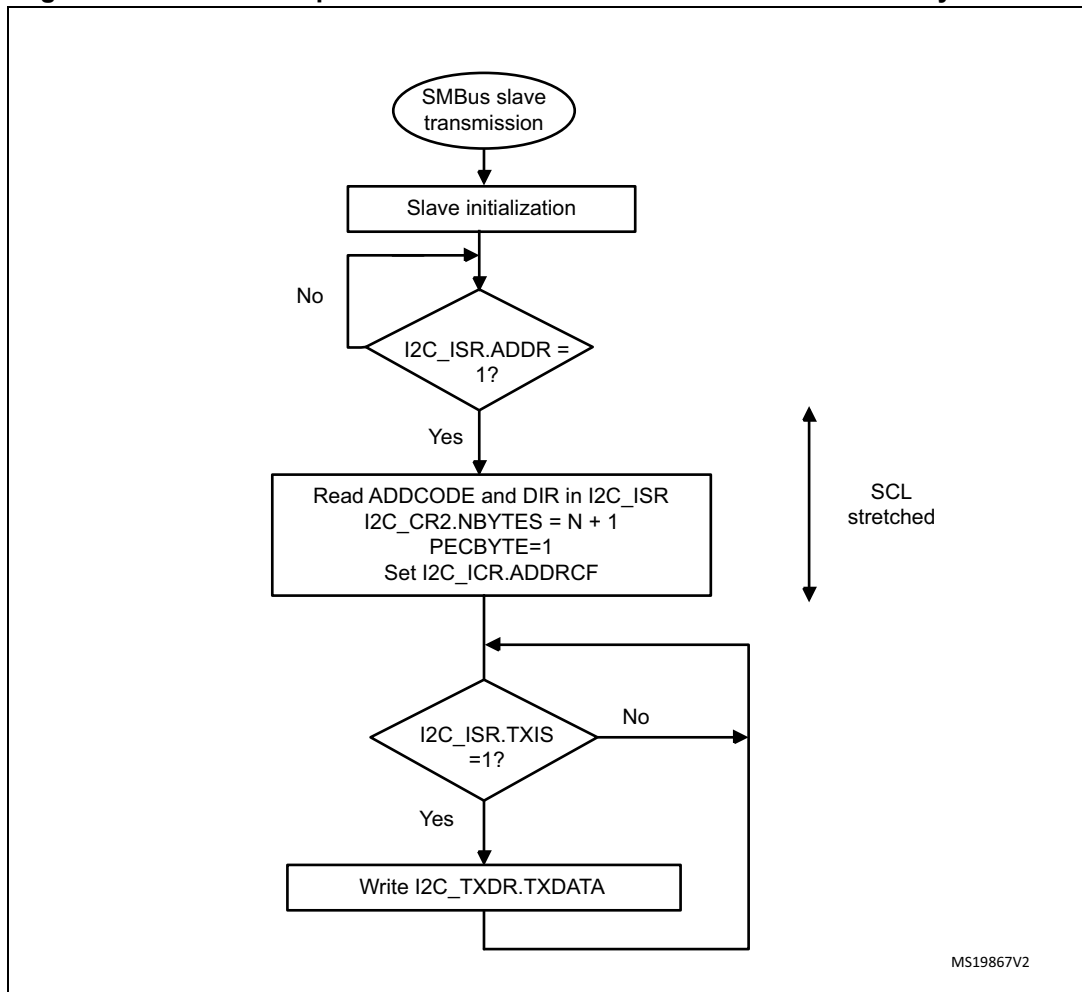 SMBus slave
transmission
Slave initialization
No
I2C_ISR.ADDR =
1?
Yes
Read ADDCODE and DIR in I2C_ISR
I2C_CR2.NBYTES = N + 1
PECBYTE=1
Set I2C_ICR.ADDRCF
SCL
stretched
I2C_ISR.TXIS
=1?
No
Yes
Write I2C_TXDR.TXDATA
MS19867V2